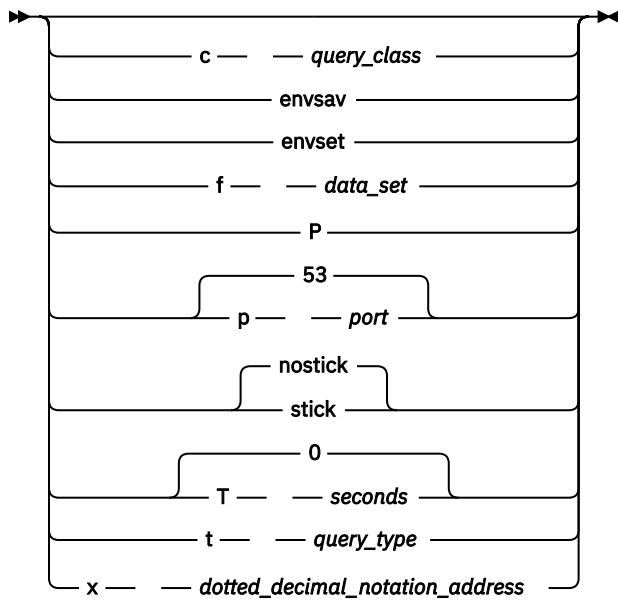 c query_class
envsav
envset
f data_set
P
53
p port
nostick
stick
0
T seconds
t query_type
x dotted_decimal_notation_address